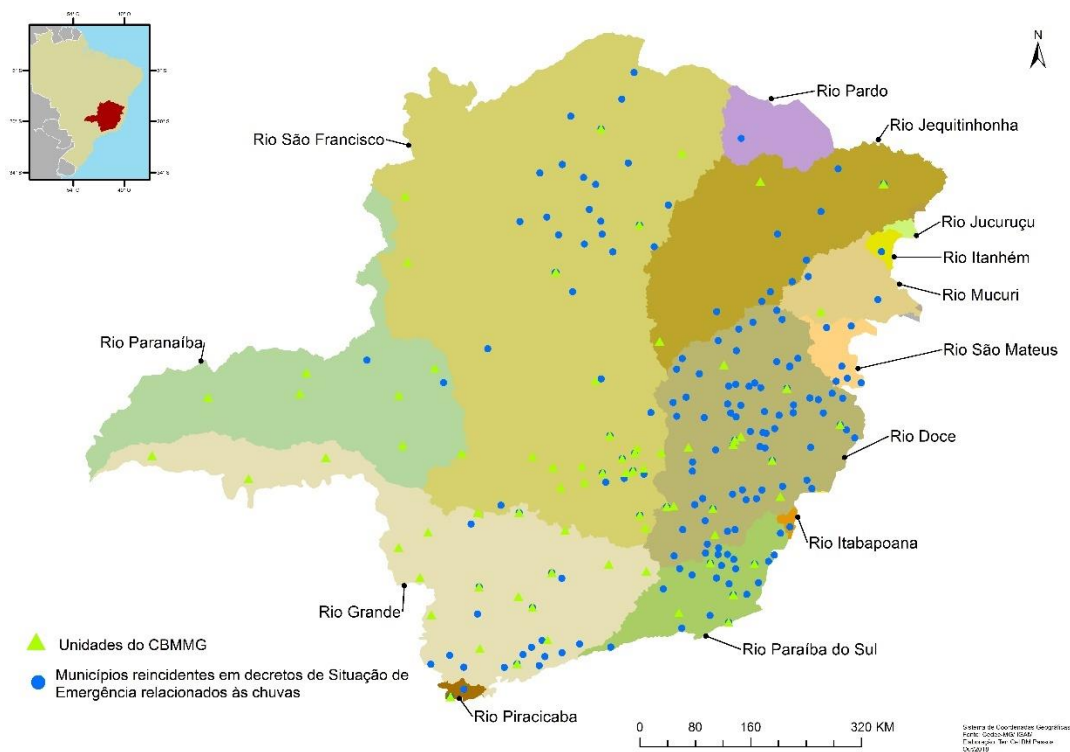 N
Rio Pardo
Rio Jequitinhonha
Rio São Francisco
Rio Jucuruçu
Rio Itanhém
Rio Mucuri
Rio Paranaíba
Rio São Mateus
Rio Doce
Rio Itabapoana
Rio Grande
Rio Paraíba do Sul
Rio Piracicaba
Unidades do CBMMG
Municípios reincidentes em decretos de Situação de
Emergência relacionados às chuvas
0 40 80 160 240 320 KM
Sistema de Coordenadas Geográficas